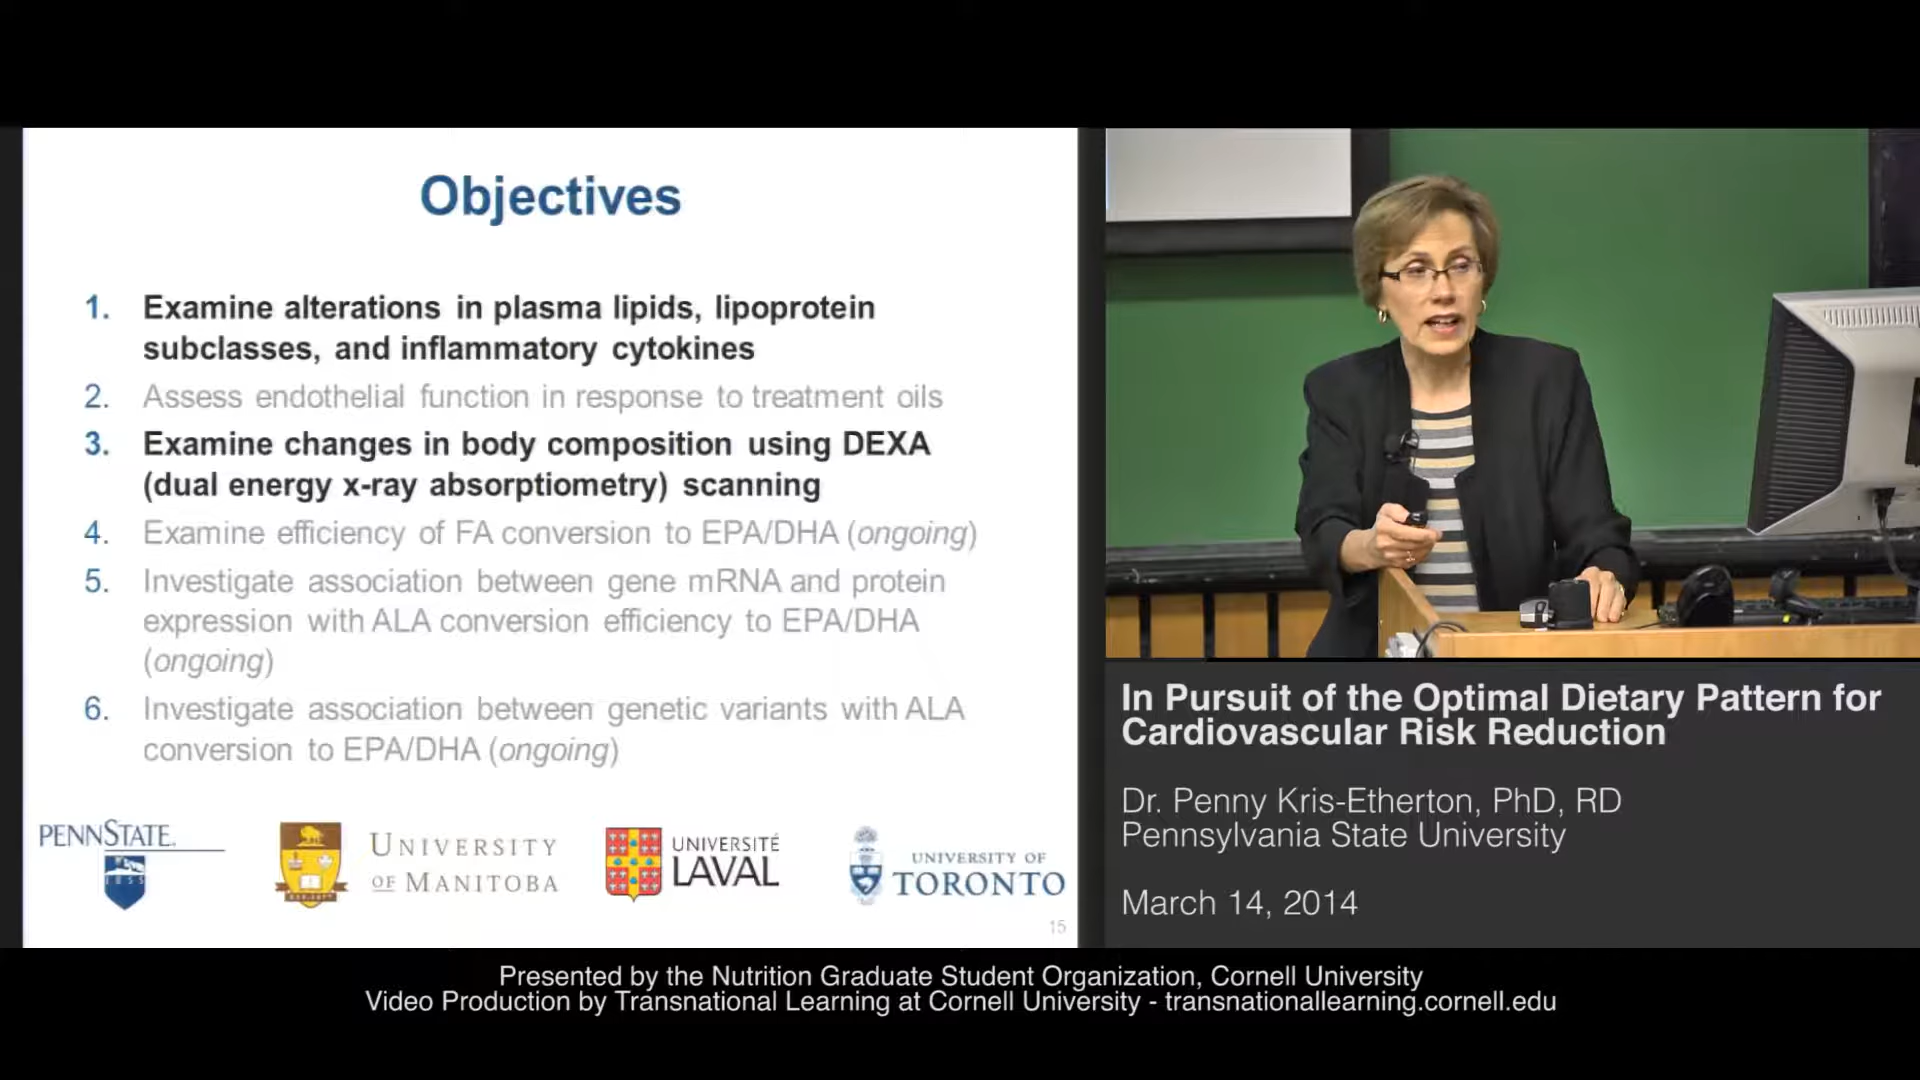 Objectives
1. Examine alterations in plasma lipids, lipoprotein
subclasses, and inflammatory cytokines
2. Assess endothelial function in response to treatment oils
3. Examine changes in body composition using DEXA
(dual energy x-ray absorptiometry) scanning
4. Examine efficiency of FA conversion to EPA/DHA (ongoing)
5. Investigate association between gene mRNA and protein
expression with ALA conversion efficiency to EPA/DHA
(ongoing)
6. Investigate association between genetic variants with ALA
conversion to EPA/DHA (ongoing)
PENNSTATE.
1855
UNIVERSITY
OF MANITOBA
UNIVERSITÉ
LAVAL
UNIVERSITY OF
TORONTO
15
In Pursuit of the Optimal Dietary Pattern for
Cardiovascular Risk Reduction
Dr. Penny Kris-Etherton, PhD, RD
Pennsylvania State University
March 14, 2014
Presented by the Nutrition Graduate Student Organization, Cornell University
Video Production by Transnational Learning at Cornell University - transnationallearning.cornell.edu